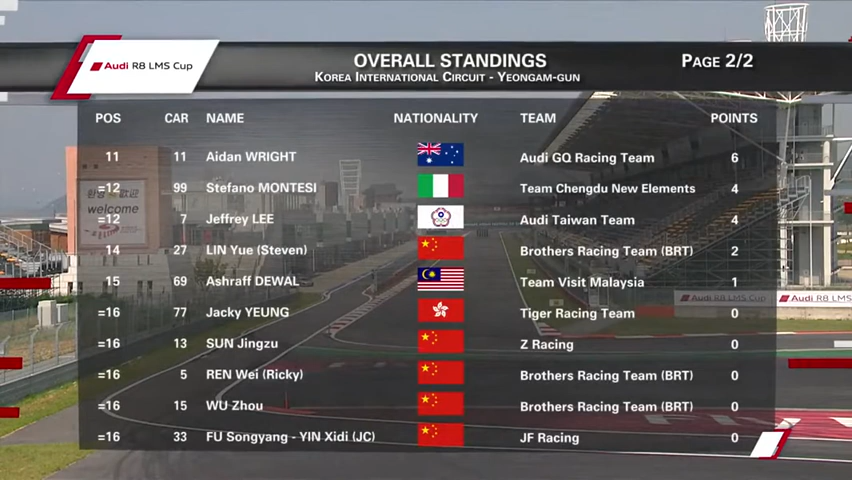 Audi R8 LMS Cup
OVERALL STANDINGS
KOREA INTERNATIONAL CIRCUIT - YEONGAM-GUN
PAGE 2/2
POS CAR NAME NATIONALITY TEAM POINTS
11 11 Aidan WRIGHT Audi GQ Racing Team 6
=12 99 Stefano MONTESI Team Chengdu New Elements 4
=12 7 Jeffrey LEE Audi Taiwan Team 4
14 27 LIN Yue (Steven) Brothers Racing Team (BRT) 2
15 69 Ashraff DEWAL Team Visit Malaysia 1
=16 77 Jacky YEUNG Tiger Racing Team 0
=16 13 SUN Jingzu Z Racing 0
=16 5 REN Wei (Ricky) Brothers Racing Team (BRT) 0
=16 15 WU Zhou Brothers Racing Team (BRT) 0
=16 33 FU Songyang - YIN Xidi (JC) JF Racing 0
welcome
Audi R8 LMS Cup
Audi R8 LMS